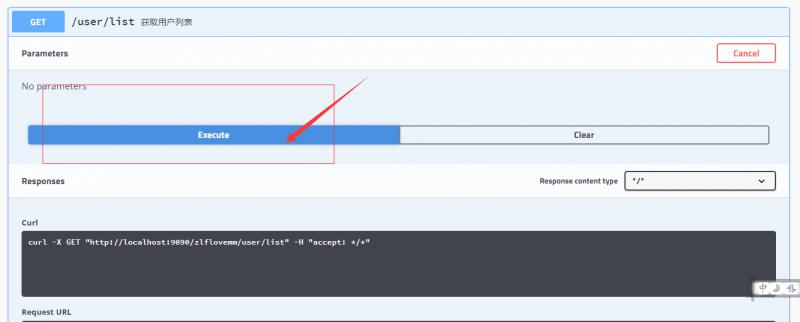 GET /user/list 获取用户列表
Parameters Cancel
No parameters
Execute Clear
Responses Response content type */*
Curl
curl -X GET "http://localhost:9090/zlflovemm/user/list" -H "accept: */*"
中
Request URL